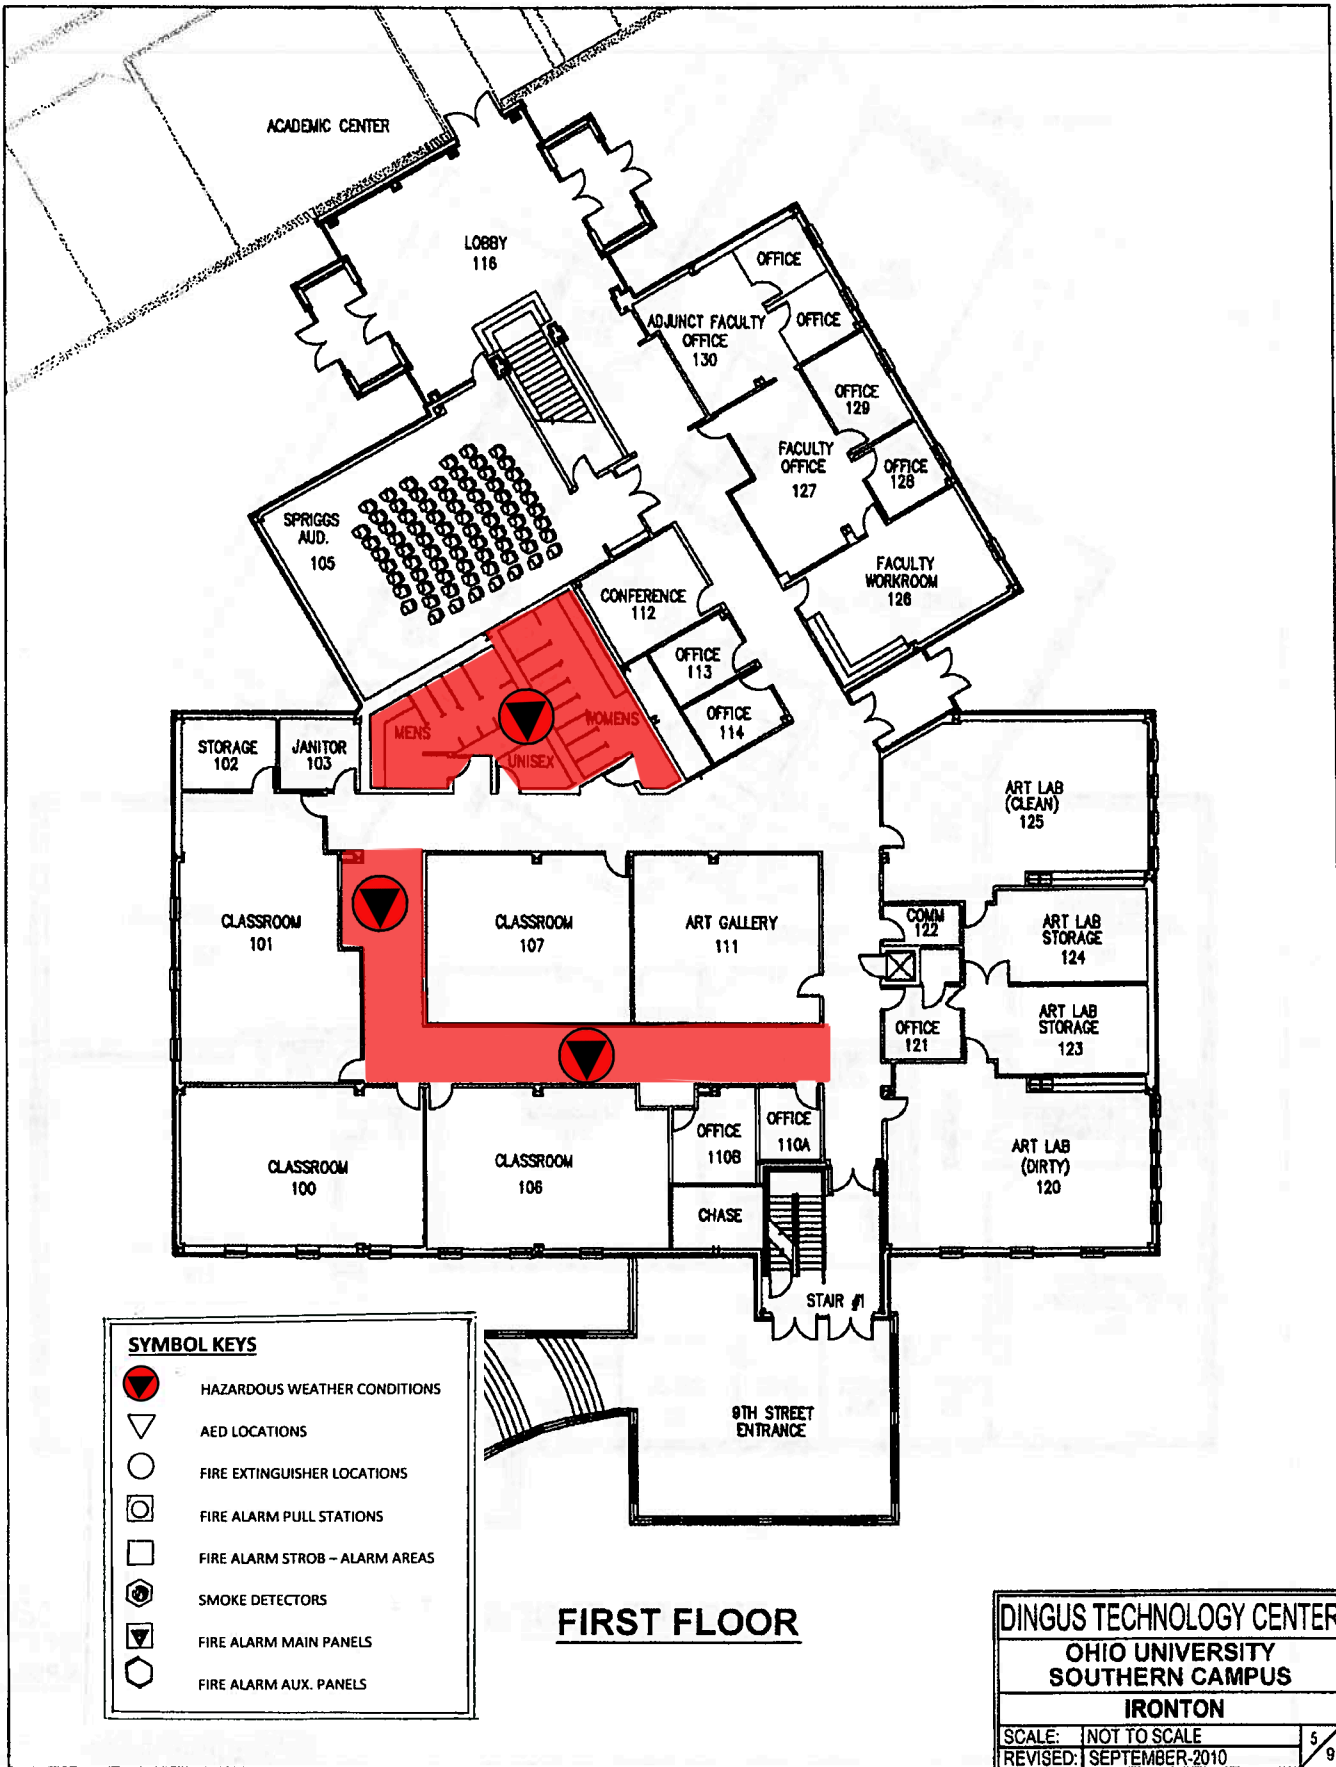 ACADEMIC CENTER
LOBBY
116
OFFICE
OFFICE
ADJUNCT FACULTY
OFFICE
130
OFFICE
129
FACULTY
OFFICE
127
OFFICE
128
SPRIGGS
AUD.
105
FACULTY
WORKROOM
126
CONFERENCE
112
OFFICE
113
OFFICE
114
MENS
WOMENS
UNISEX
STORAGE
102
JANITOR
103
ART LAB
(CLEAN)
125
CLASSROOM
101
CLASSROOM
107
ART GALLERY
111
COMM
122
ART LAB
STORAGE
124
OFFICE
121
ART LAB
STORAGE
123
CLASSROOM
100
CLASSROOM
106
OFFICE
110B
OFFICE
110A
ART LAB
(DIRTY)
120
CHASE
STAIR #1
9TH STREET
ENTRANCE
SYMBOL KEYS
HAZARDOUS WEATHER CONDITIONS
AED LOCATIONS
FIRE EXTINGUISHER LOCATIONS
FIRE ALARM PULL STATIONS
FIRE ALARM STROB – ALARM AREAS
SMOKE DETECTORS
FIRE ALARM MAIN PANELS
FIRE ALARM AUX. PANELS
FIRST FLOOR
DINGUS TECHNOLOGY CENTER
OHIO UNIVERSITY
SOUTHERN CAMPUS
IRONTON
SCALE: NOT TO SCALE
REVISED: SEPTEMBER-2010
5/9